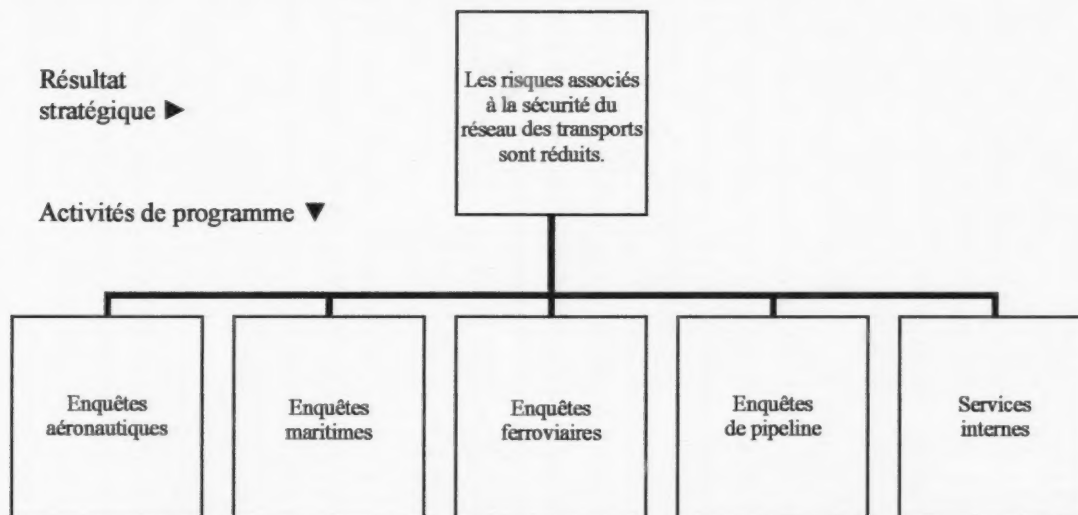 Résultat
stratégique ►
Les risques associés
à la sécurité du
réseau des transports
sont réduits.
Activités de programme ▼
Enquêtes
aéronautiques
Enquêtes
maritimes
Enquêtes
ferroviaires
Enquêtes
de pipeline
Services
internes